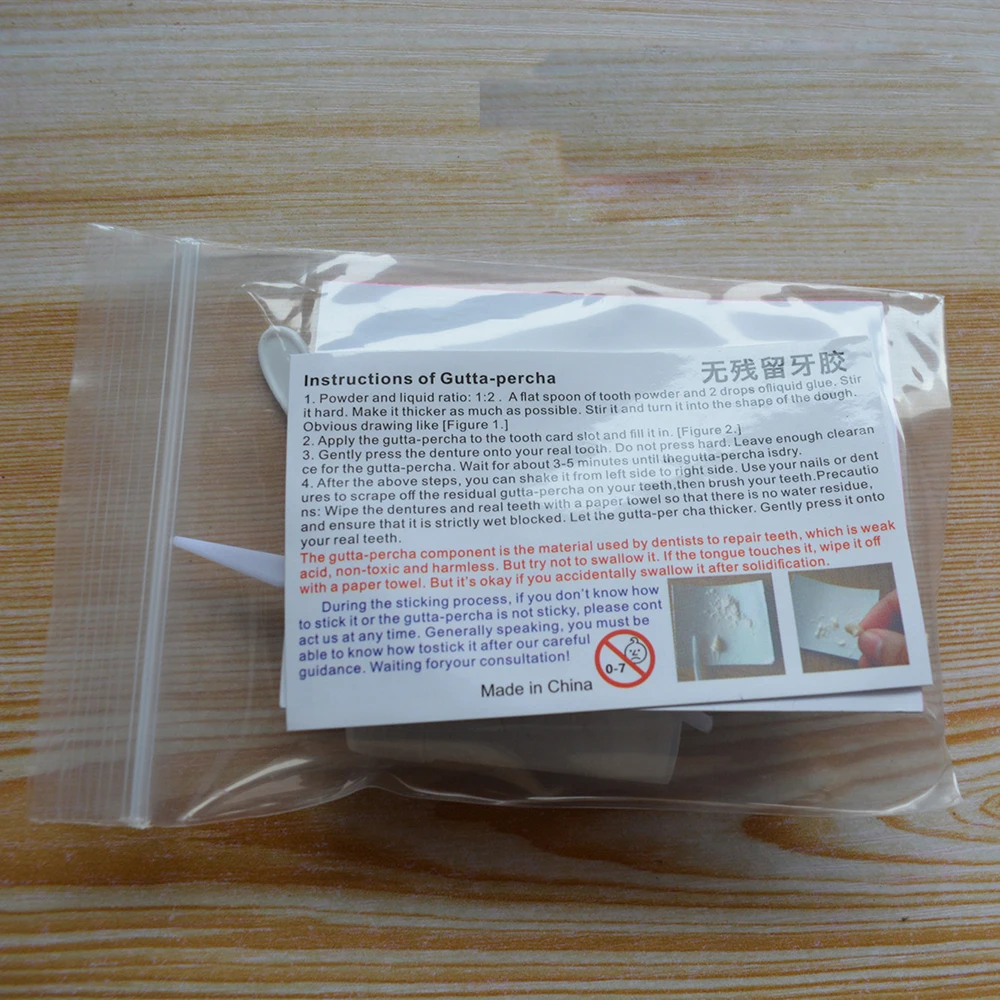 Instructions of Gutta-percha
无残留牙胶
1. Powder and liquid ratio: 1:2 . A flat spoon of tooth powder and 2 drops ofliquid glue. Stir
it hard. Make it thicker as much as possible. Stir it and turn it into the shape of the dough.
Obvious drawing like [Figure 1.]
2. Apply the gutta-percha to the tooth card slot and fill it in. [Figure 2.]
3. Gently press the denture onto your real tooth. Do not press hard. Leave enough clearan
ce for the gutta-percha. Wait for about 3-5 minutes until thegutta-percha isdry.
4. After the above steps, you can shake it from left side to right side. Use your nails or dent
ures to scrape off the residual gutta-percha on your teeth,then brush your teeth.Precautio
ns: Wipe the dentures and real teeth with a paper towel so that there is no water residue,
and ensure that it is strictly wet blocked. Let the gutta-per cha thicker. Gently press it onto
your real teeth.
The gutta-percha component is the material used by dentists to repair teeth, which is weak
acid, non-toxic and harmless. But try not to swallow it. If the tongue touches it, wipe it off
with a paper towel. But it's okay if you accidentally swallow it after solidification.
During the sticking process, if you don't know how
to stick it or the gutta-percha is not sticky, please cont
act us at any time. Generally speaking, you must be
able to know how tostick it after our careful
guidance. Waiting foryour consultation!
0-7
Made in China